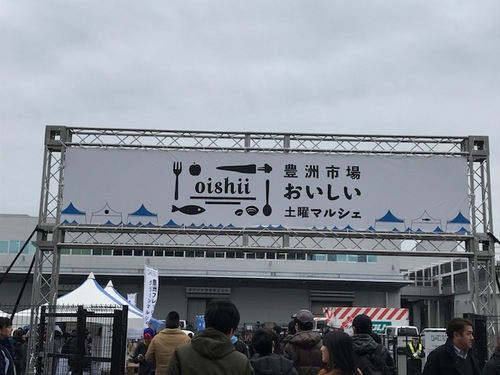 oishii
豊洲市場
おいしい
土曜マルシェ